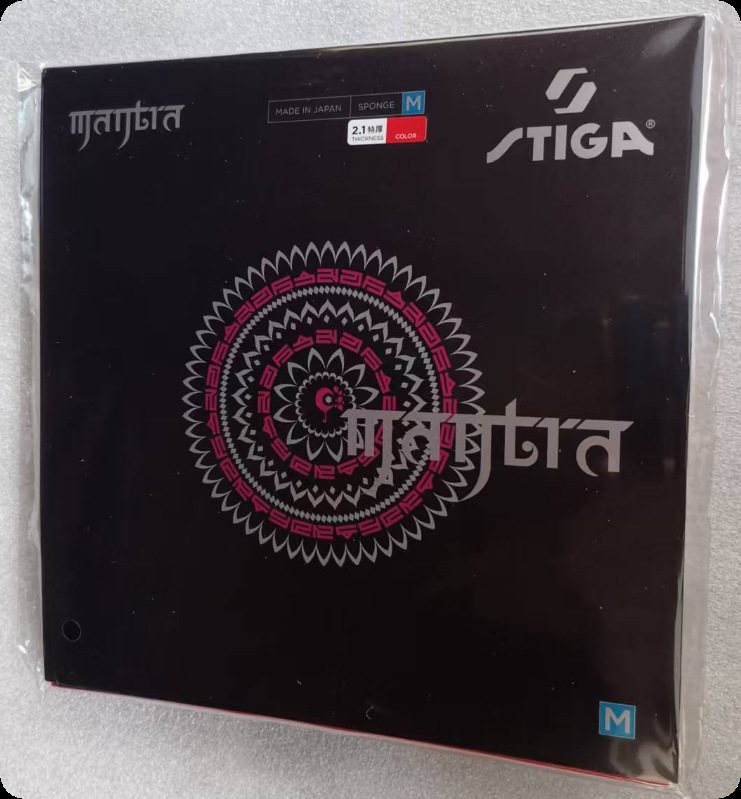 mantra
MADE IN JAPAN SPONGE M
STIGA®
2.1 特厚
THICKNESS
COLOR
mantra
M